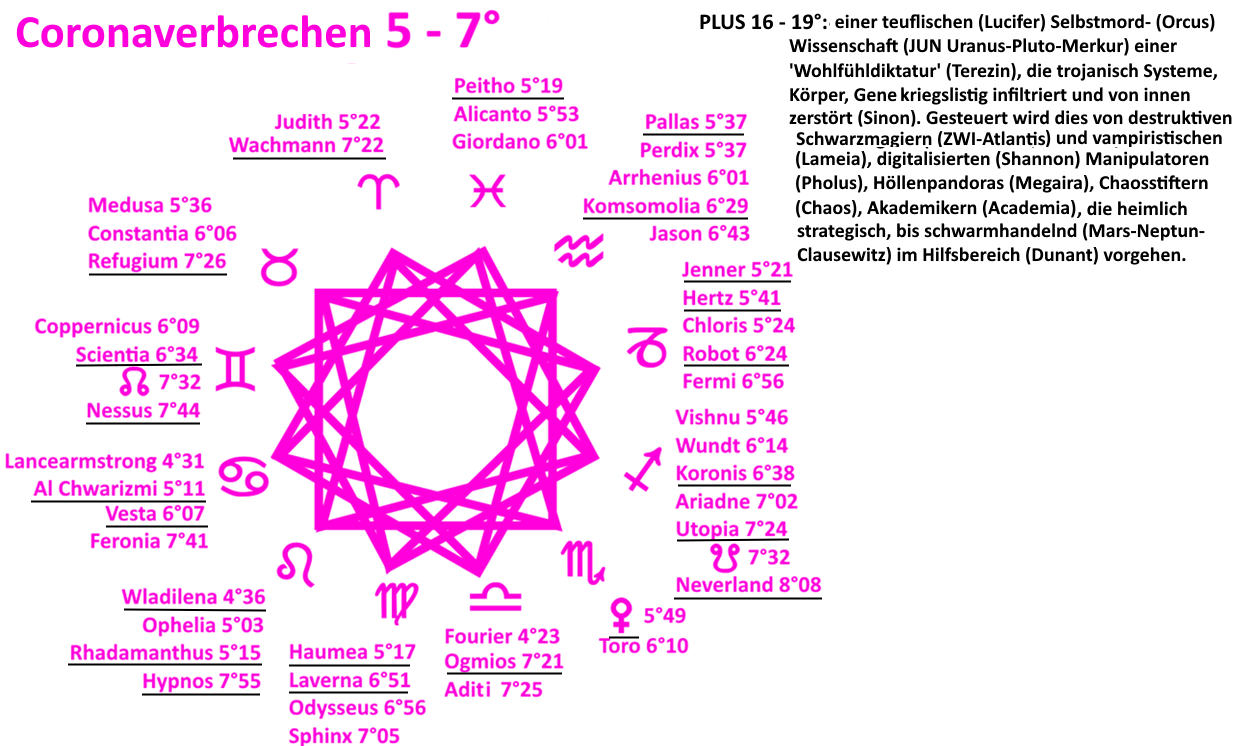 Coronaverbrechen 5 - 7°
PLUS 16 - 19°: einer teuflischen (Lucifer) Selbstmord- (Orcus)
Wissenschaft (JUN Uranus-Pluto-Merkur) einer
'Wohlfühldiktatur' (Terezin), die trojanisch Systeme,
Körper, Gene kriegslistig infiltriert und von innen
zerstört (Sinon). Gesteuert wird dies von destruktiven
Schwarzmagiern (ZWI-Atlantis) und vampiristischen
(Lameia), digitalisierten (Shannon) Manipulatoren
(Pholus), Höllenpandoras (Megaira), Chaosstiftern
(Chaos), Akademikern (Academia), die heimlich
strategisch, bis schwarmhandelnd (Mars-Neptun-
Clausewitz) im Hilfsbereich (Dunant) vorgehen.
Peitho 5°19
Alicanto 5°53
Giordano 6°01
Judith 5°22
Wachmann 7°22
♈
♓
Pallas 5°37
Perdix 5°37
Arrhenius 6°01
Komsomolia 6°29
Jason 6°43
♒
Medusa 5°36
Constantia 6°06
Refugium 7°26
♉
Jenner 5°21
Hertz 5°41
Chloris 5°24
Robot 6°24
Fermi 6°56
♑
Coppernicus 6°09
Scientia 6°34
☊ 7°32
Nessus 7°44
♊
Vishnu 5°46
Wundt 6°14
Koronis 6°38
Ariadne 7°02
Utopia 7°24
☋ 7°32
Neverland 8°08
♐
Lancearmstrong 4°31
Al Chwarizmi 5°11
Vesta 6°07
Feronia 7°41
♋
♌
♍
♎
♏
Wladilena 4°36
Ophelia 5°03
Rhadamanthus 5°15
Hypnos 7°55
Haumea 5°17
Laverna 6°51
Odysseus 6°56
Sphinx 7°05
Fourier 4°23
Ogmios 7°21
Aditi 7°25
♀ 5°49
Toro 6°10